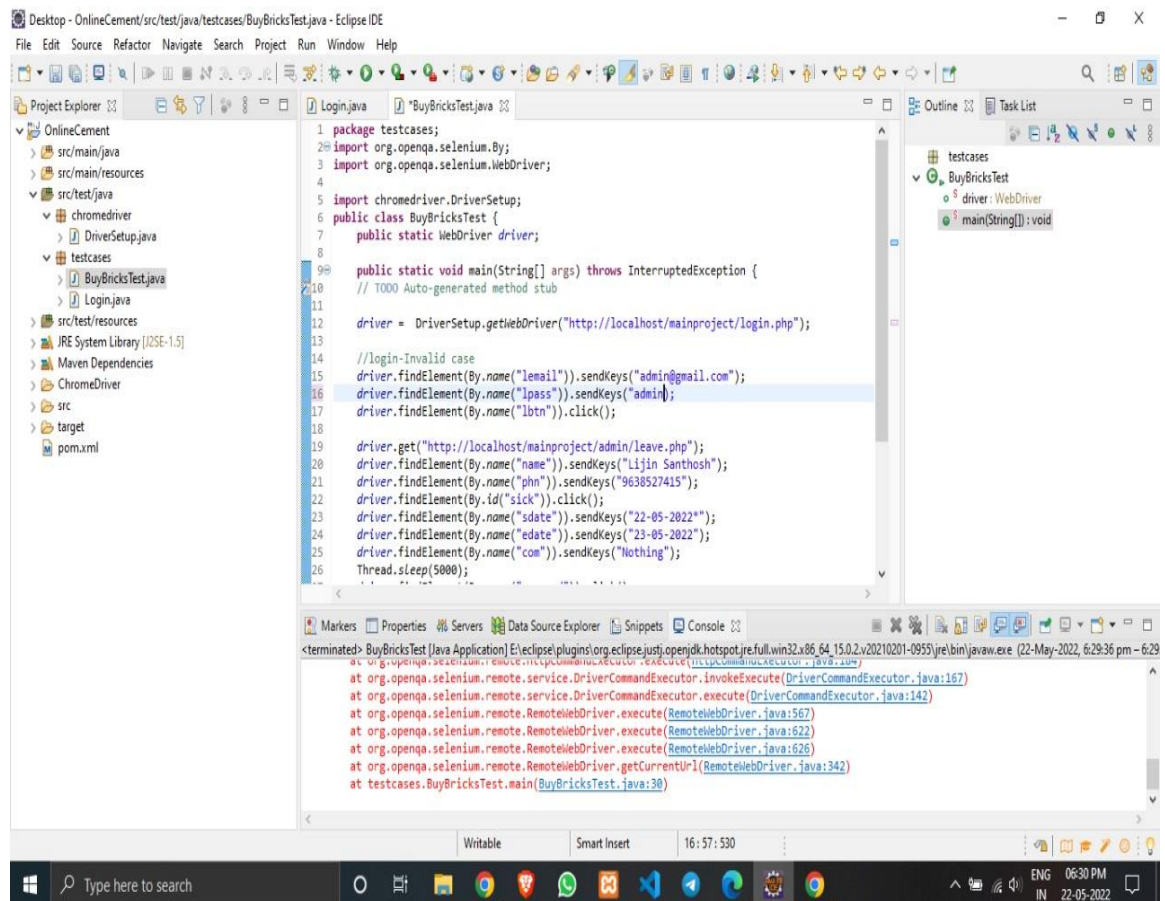 Desktop - OnlineCement/src/test/java/testcases/BuyBricksTest.java - Eclipse IDE
File Edit Source Refactor Navigate Search Project Run Window Help
Project Explorer
OnlineCement
src/main/java
src/main/resources
src/test/java
chromedriver
DriverSetup.java
testcases
BuyBricksTest.java
Login.java
src/test/resources
JRE System Library [J2SE-1.5]
Maven Dependencies
ChromeDriver
src
target
pom.xml
Login.java *BuyBricksTest.java
1 package testcases;
2 import org.openqa.selenium.By;
3 import org.openqa.selenium.WebDriver;
4
5 import chromedriver.DriverSetup;
6 public class BuyBricksTest {
7 public static WebDriver driver;
8
9 public static void main(String[] args) throws InterruptedException {
10 // TODO Auto-generated method stub
11
12 driver = DriverSetup.getWebDriver("http://localhost/mainproject/login.php");
13
14 //login-Invalid case
15 driver.findElement(By.name("lemail")).sendKeys("admin@gmail.com");
16 driver.findElement(By.name("lpass")).sendKeys("admin);
17 driver.findElement(By.name("lbtn")).click();
18
19 driver.get("http://localhost/mainproject/admin/leave.php");
20 driver.findElement(By.name("name")).sendKeys("Lijin Santhosh");
21 driver.findElement(By.name("phn")).sendKeys("9638527415");
22 driver.findElement(By.id("sick")).click();
23 driver.findElement(By.name("sdate")).sendKeys("22-05-2022*");
24 driver.findElement(By.name("edate")).sendKeys("23-05-2022");
25 driver.findElement(By.name("com")).sendKeys("Nothing");
26 Thread.sleep(5000);
Outline Task List
testcases
BuyBricksTest
driver : WebDriver
main(String[]) : void
Markers Properties Servers Data Source Explorer Snippets Console
<terminated> BuyBricksTest [Java Application] E:\eclipse\plugins\org.eclipse.justj.openjdk.hotspot.jre.full.win32.x86_64_15.0.2.v20210201-0955\jre\bin\javaw.exe (22-May-2022, 6:29:36 pm – 6:29
at org.openqa.selenium.remote.HttpCommandExecutor.execute(HttpCommandExecutor.java:184)
at org.openqa.selenium.remote.service.DriverCommandExecutor.invokeExecute(DriverCommandExecutor.java:167)
at org.openqa.selenium.remote.service.DriverCommandExecutor.execute(DriverCommandExecutor.java:142)
at org.openqa.selenium.remote.RemoteWebDriver.execute(RemoteWebDriver.java:567)
at org.openqa.selenium.remote.RemoteWebDriver.execute(RemoteWebDriver.java:622)
at org.openqa.selenium.remote.RemoteWebDriver.execute(RemoteWebDriver.java:626)
at org.openqa.selenium.remote.RemoteWebDriver.getCurrentUrl(RemoteWebDriver.java:342)
at testcases.BuyBricksTest.main(BuyBricksTest.java:30)
Writable Smart Insert 16 : 57 : 530
Type here to search
ENG 06:30 PM
IN 22-05-2022